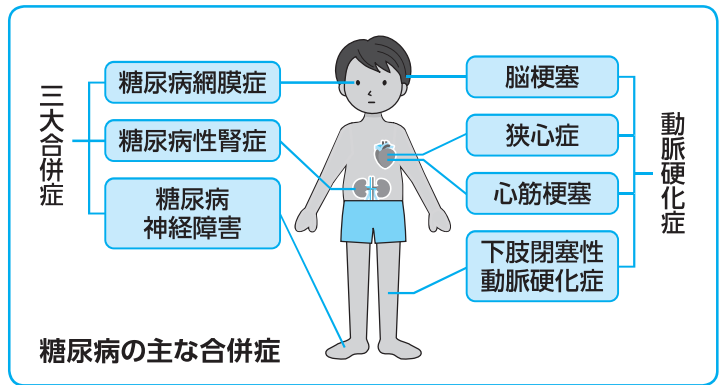 三大合併症
糖尿病網膜症
糖尿病性腎症
糖尿病
神経障害
脳梗塞
狭心症
心筋梗塞
下肢閉塞性
動脈硬化症
動脈硬化症
糖尿病の主な合併症